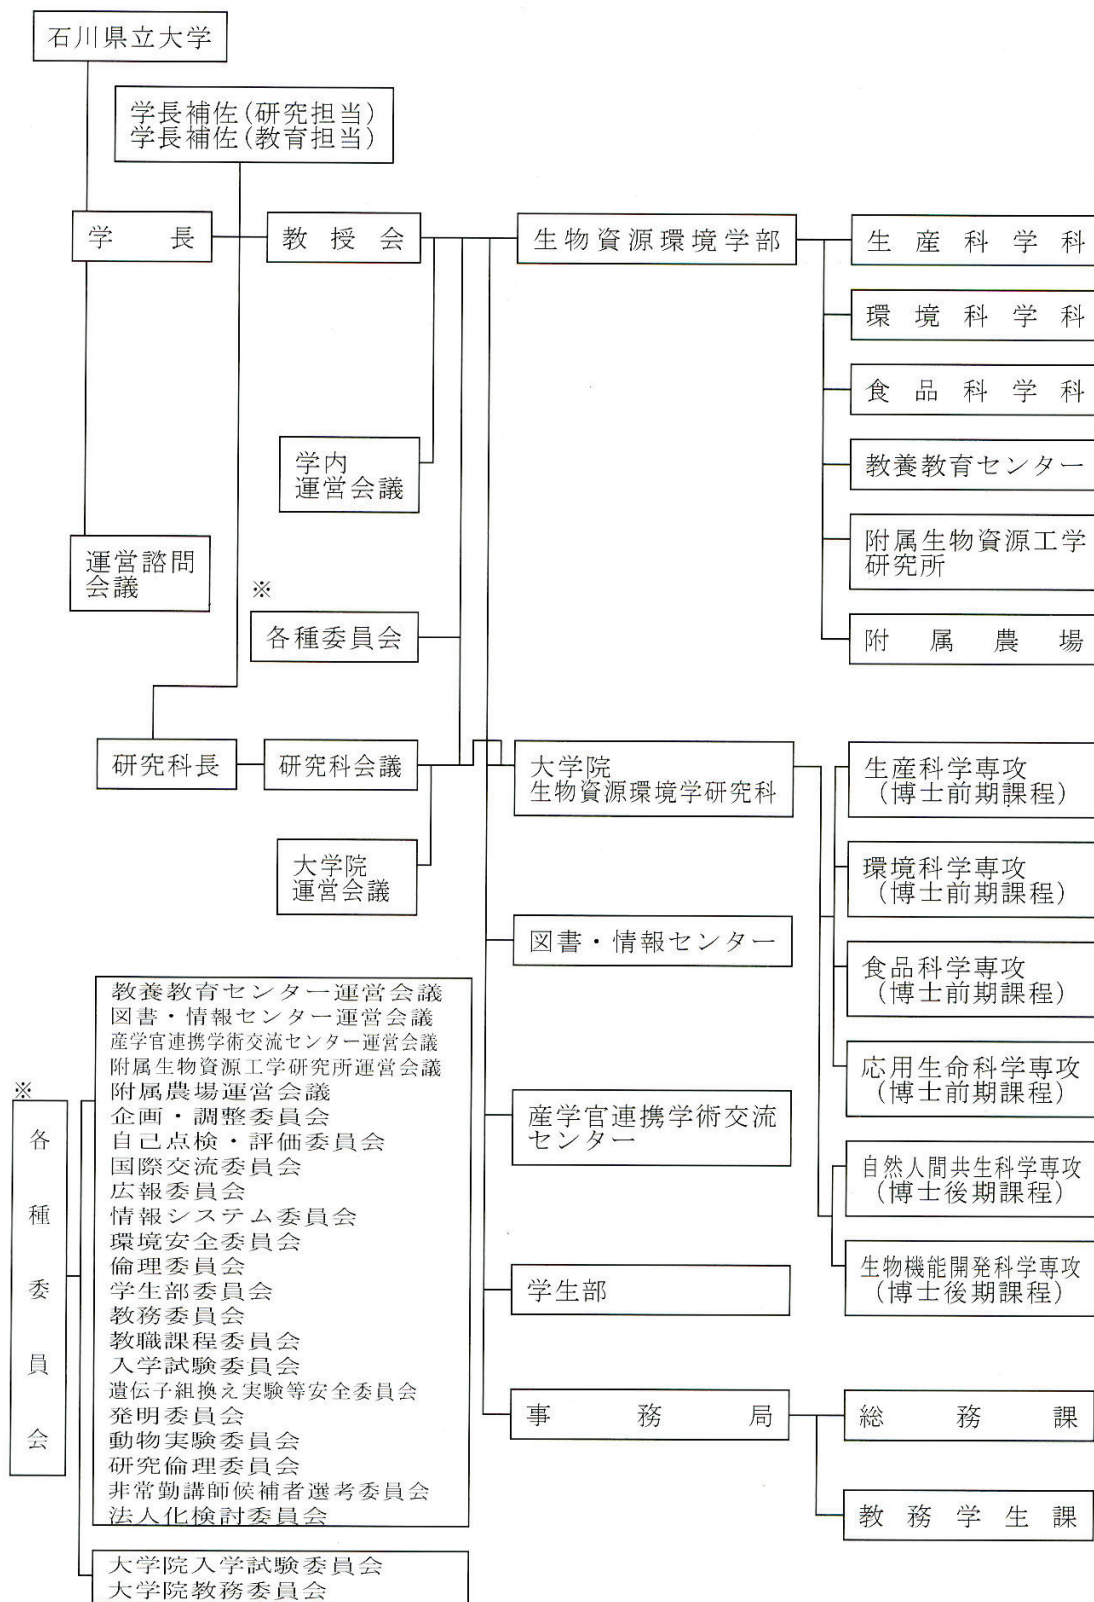 石川県立大学
学長補佐(研究担当)
学長補佐(教育担当)
学長
教授会
生物資源環境学部
生産科学科
環境科学科
食品科学科
教養教育センター
附属生物資源工学
研究所
附属農場
学内
運営会議
運営諮問
会議
※
各種委員会
研究科長
研究科会議
大学院
運営会議
大学院
生物資源環境学研究科
生産科学専攻
(博士前期課程)
環境科学専攻
(博士前期課程)
食品科学専攻
(博士前期課程)
応用生命科学専攻
(博士前期課程)
自然人間共生科学専攻
(博士後期課程)
生物機能開発科学専攻
(博士後期課程)
図書・情報センター
産学官連携学術交流
センター
学生部
事務局
総務課
教務学生課
※
各種委員会
教養教育センター運営会議
図書・情報センター運営会議
産学官連携学術交流センター運営会議
附属生物資源工学研究所運営会議
附属農場運営会議
企画・調整委員会
自己点検・評価委員会
国際交流委員会
広報委員会
情報システム委員会
環境安全委員会
倫理委員会
学生部委員会
教務委員会
教職課程委員会
入学試験委員会
遺伝子組換え実験等安全委員会
発明委員会
動物実験委員会
研究倫理委員会
非常勤講師候補者選考委員会
法人化検討委員会
大学院入学試験委員会
大学院教務委員会